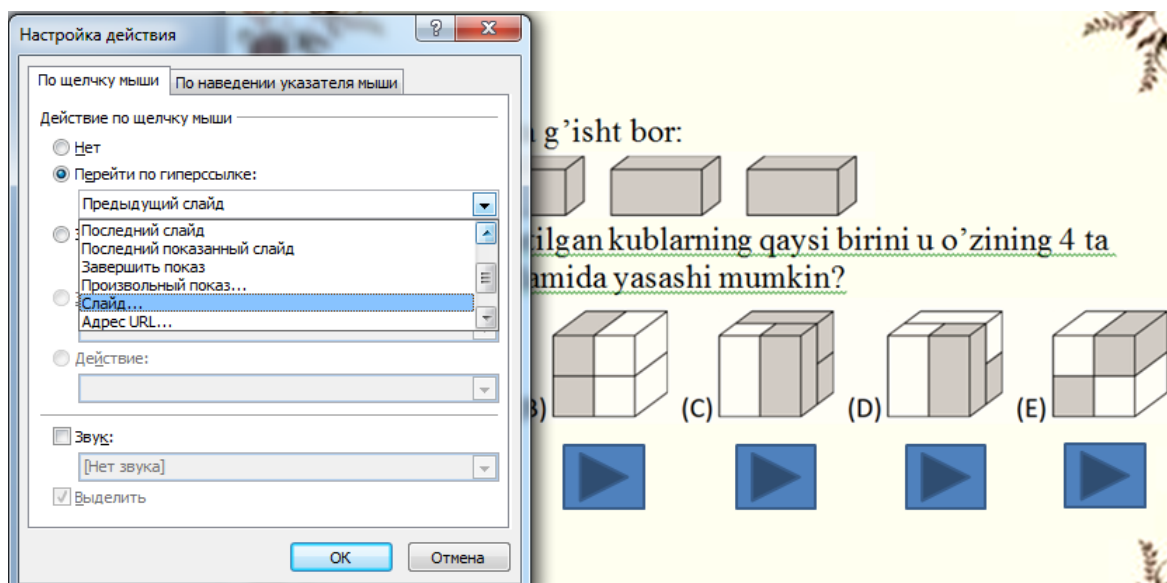 Настройка действия
По щелчку мыши
По наведении указателя мыши
Действие по щелчку мыши
Нет
Перейти по гиперссылке:
Предыдущий слайд
Последний слайд
Последний показанный слайд
Завершить показ
Произвольный показ...
Слайд...
Адрес URL...
Действие:
Звук:
[Нет звука]
Выделить
ОК
Отмена
g’isht bor:
tilgan kublarning qaysi birini u o’zining 4 ta
amida yasashi mumkin?
(C)
(D)
(E)